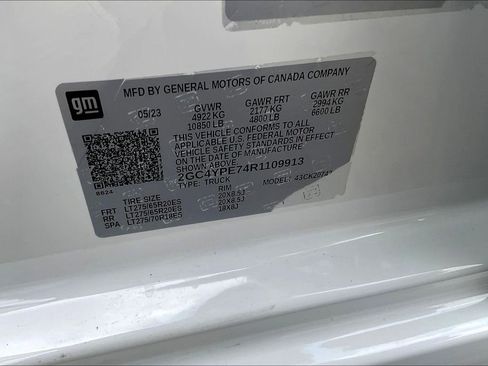 MFD BY GENERAL MOTORS OF CANADA COMPANY
gm
05/23 GVWR GAWR FRT GAWR RR
4922 KG 2177 KG 2994 KG
10850 LB 4800 LB 6600 LB
THIS VEHICLE CONFORMS TO ALL
APPLICABLE U.S. FEDERAL MOTOR
VEHICLE SAFETY STANDARDS IN EFFECT ON
THE DATE OF MANUFACTURE SHOWN ABOVE.
2GC4YPE74R1109913
TYPE: TRUCK MODEL: 43CK20743
8824
TIRE SIZE RIM
FRT LT275/65R20ES 20X8.5J
RR LT275/65R20ES 20X8.5J
SPA LT275/70R18ES 18X8J